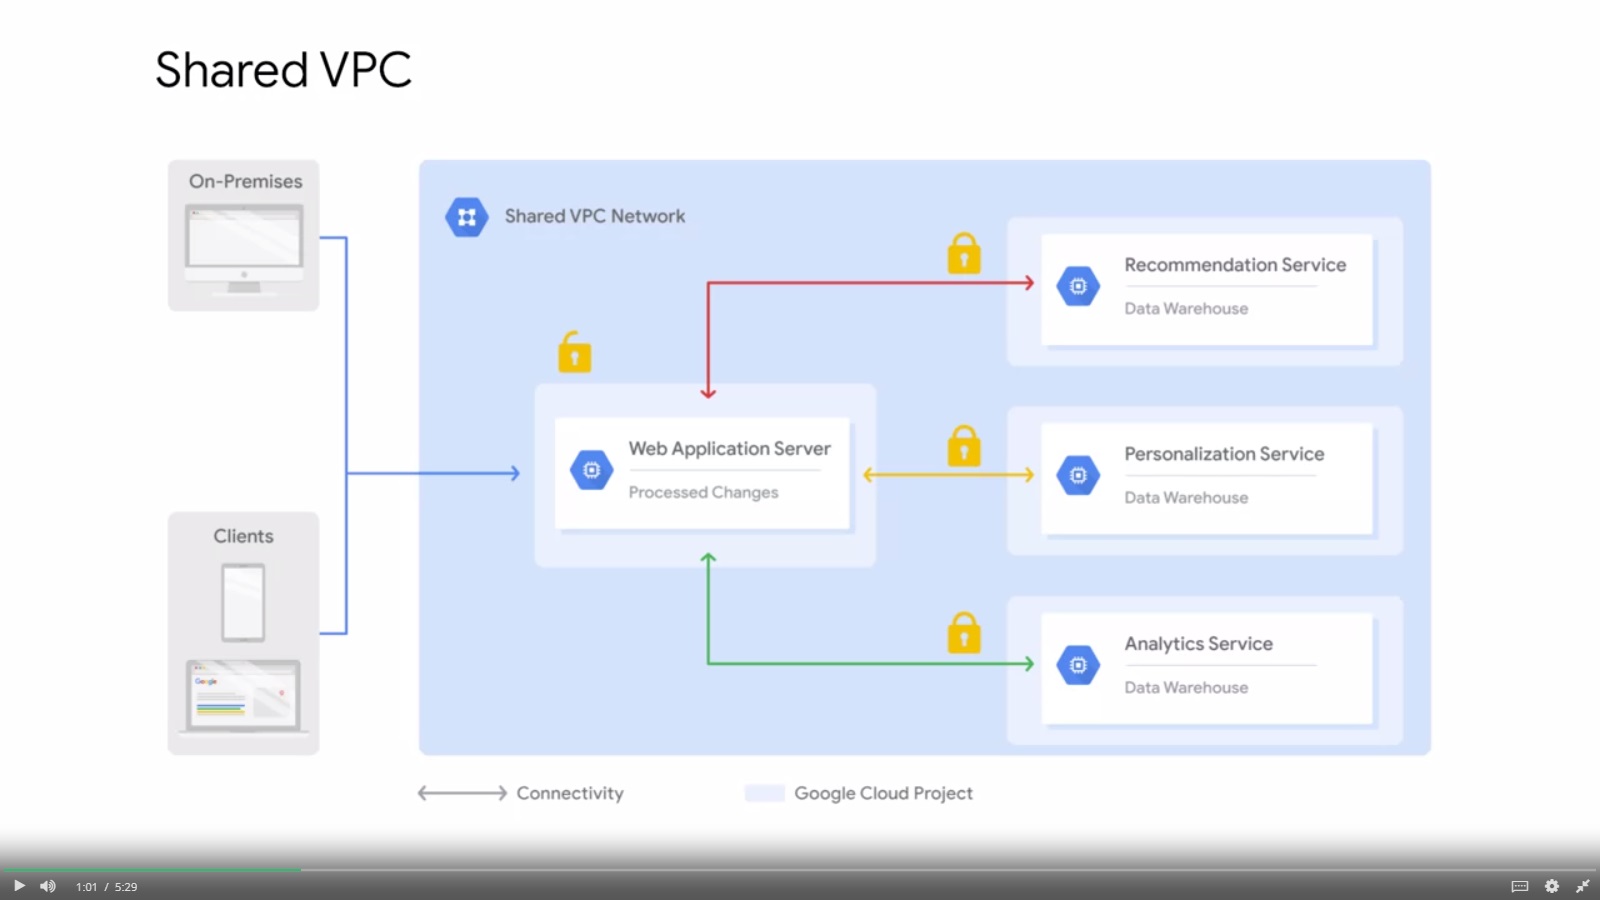 Shared VPC
On-Premises
Shared VPC Network
Recommendation Service
Data Warehouse
Web Application Server
Processed Changes
Personalization Service
Data Warehouse
Clients
Google
Analytics Service
Data Warehouse
Connectivity
Google Cloud Project
1:01 / 5:29